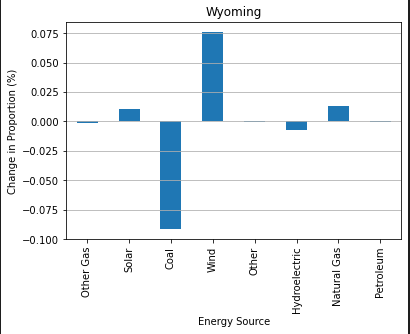 Wyoming
Change in Proportion (%)
0.075
0.050
0.025
0.000
−0.025
−0.050
−0.075
−0.100
Other Gas
Solar
Coal
Wind
Other
Hydroelectric
Natural Gas
Petroleum
Energy Source